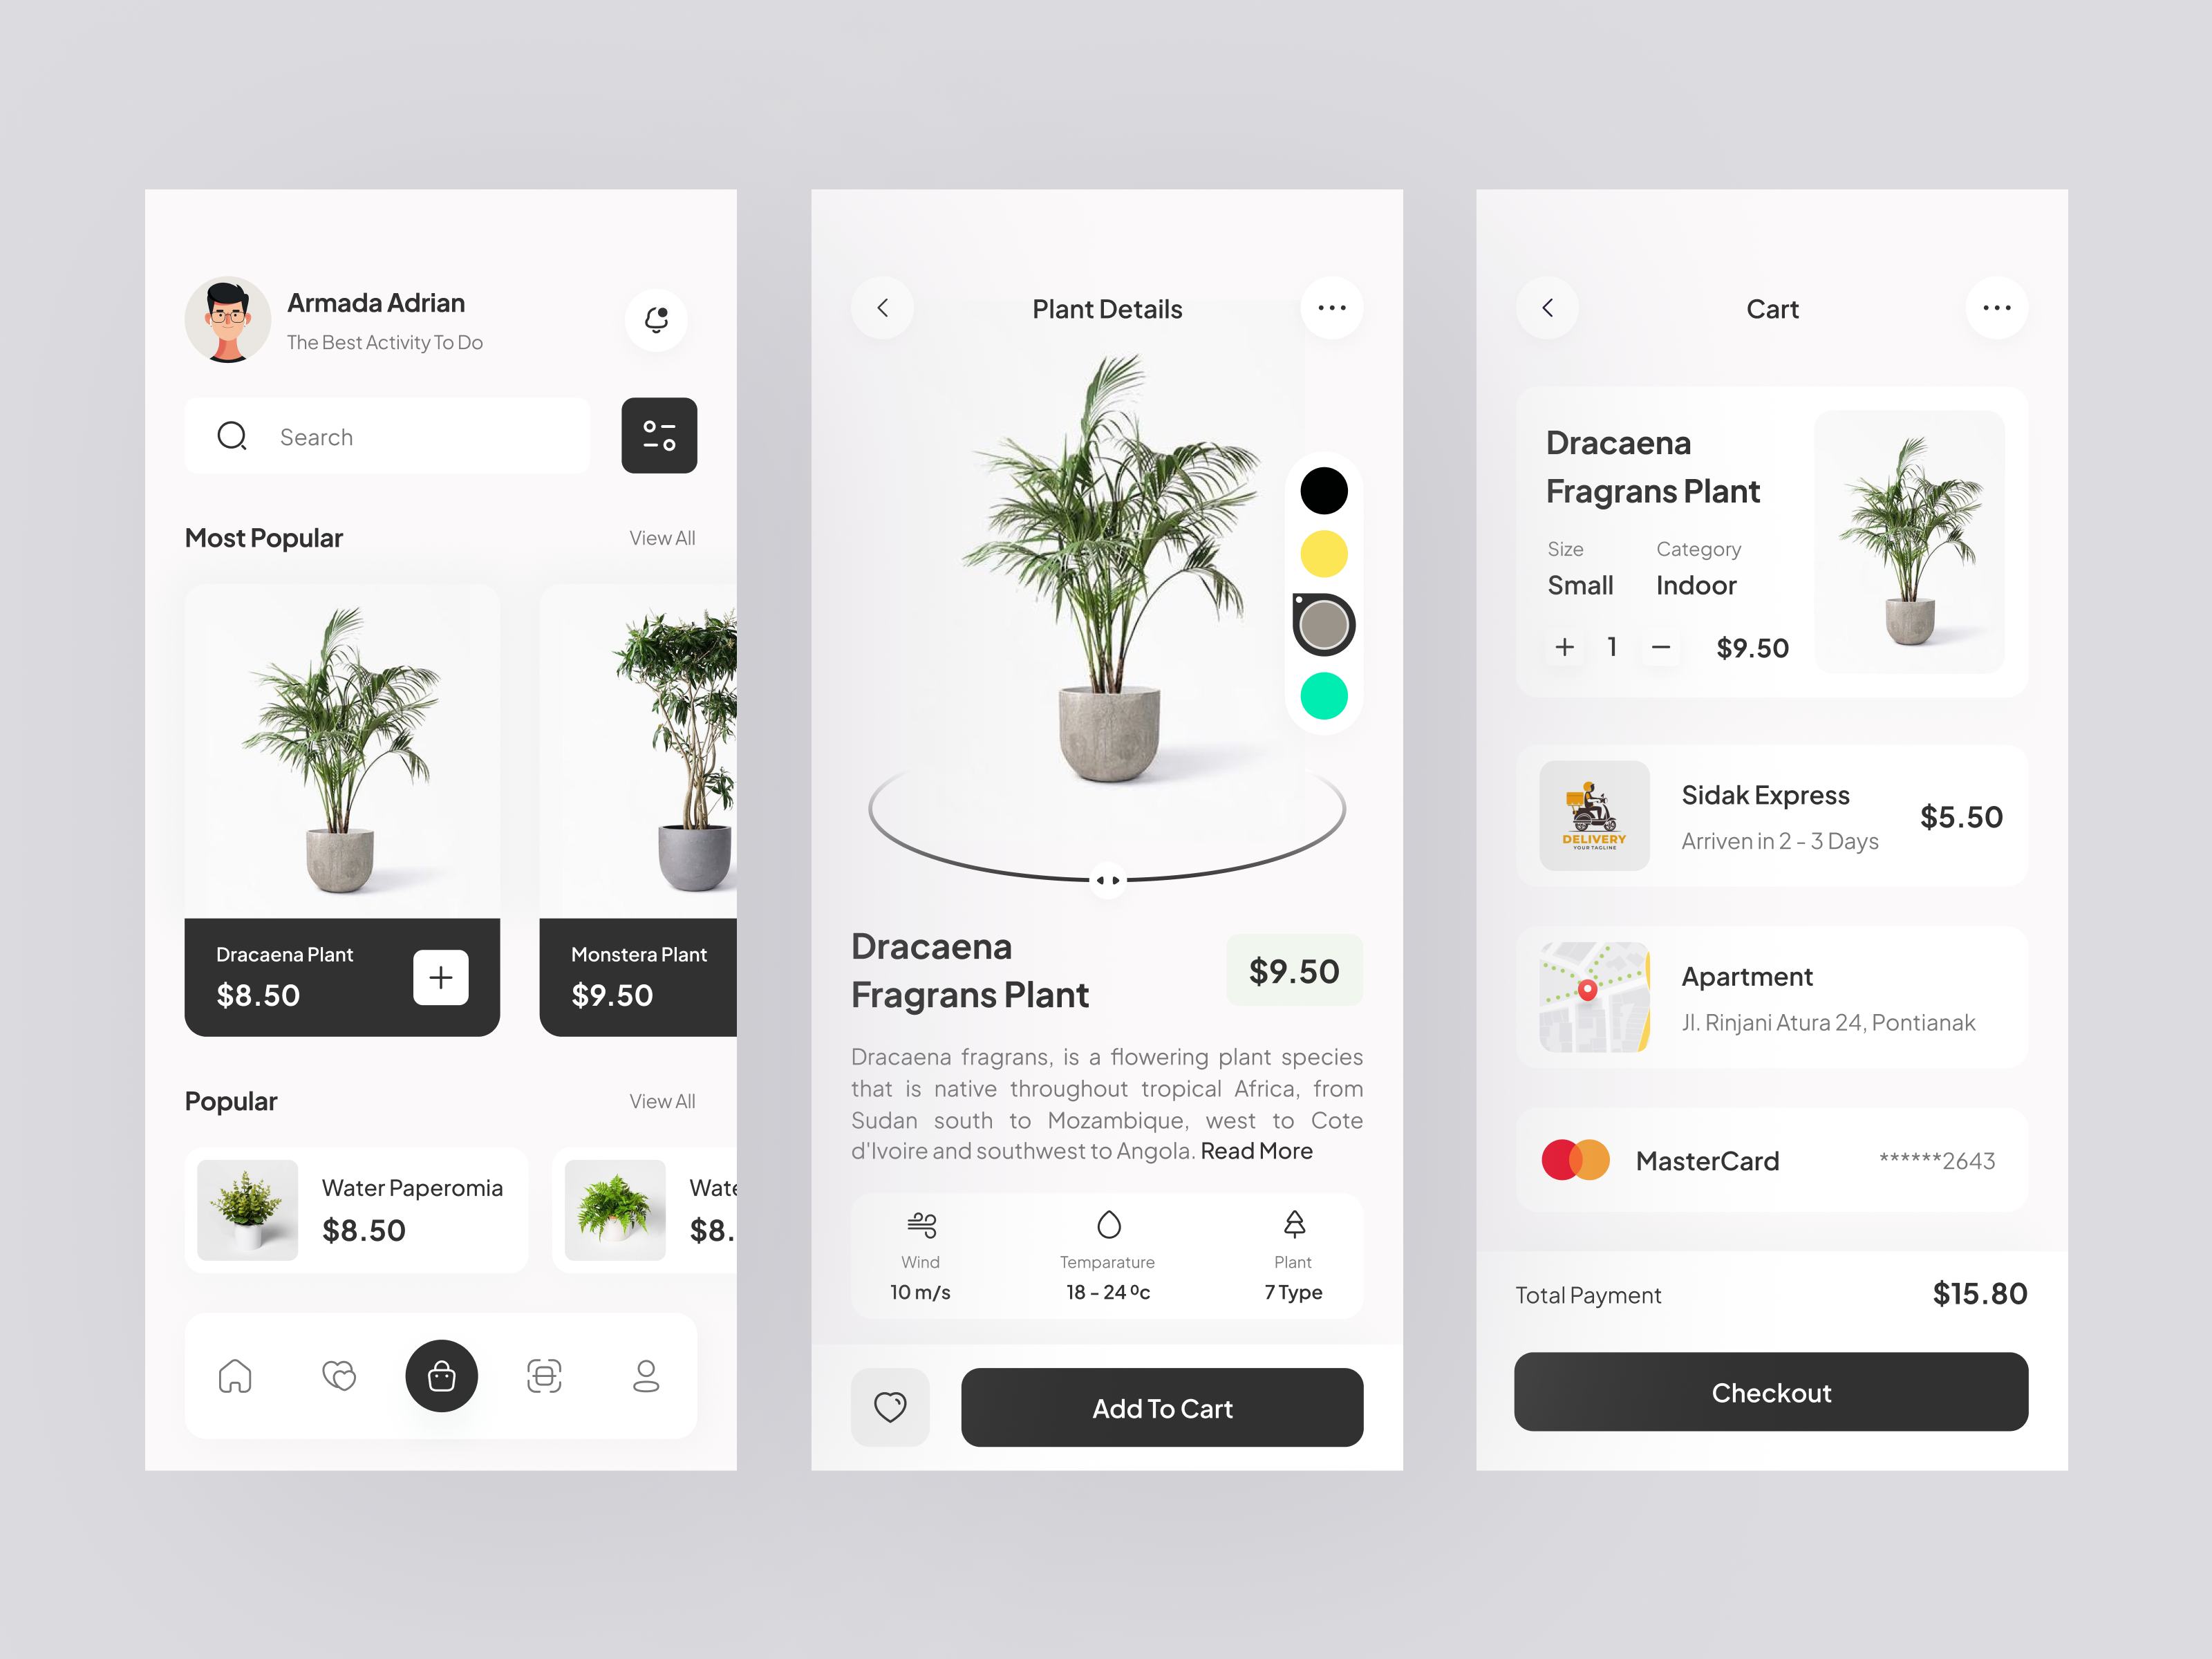 Armada Adrian
The Best Activity To Do
Search
Most Popular
View All
Dracaena Plant
$8.50
Monstera Plant
$9.50
Popular
View All
Water Paperomia
$8.50
Wate
$8.
Plant Details
Dracaena
Fragrans Plant
$9.50
Dracaena fragrans, is a flowering plant species
that is native throughout tropical Africa, from
Sudan south to Mozambique, west to Cote
d'Ivoire and southwest to Angola. Read More
Wind
10 m/s
Temparature
18 - 24 ⁰c
Plant
7 Type
Add To Cart
Cart
Dracaena
Fragrans Plant
Size
Small
Category
Indoor
1
$9.50
DELIVERY
YOUR TAGLINE
Sidak Express
Arriven in 2 - 3 Days
$5.50
Apartment
Jl. Rinjani Atura 24, Pontianak
MasterCard
******2643
Total Payment
$15.80
Checkout